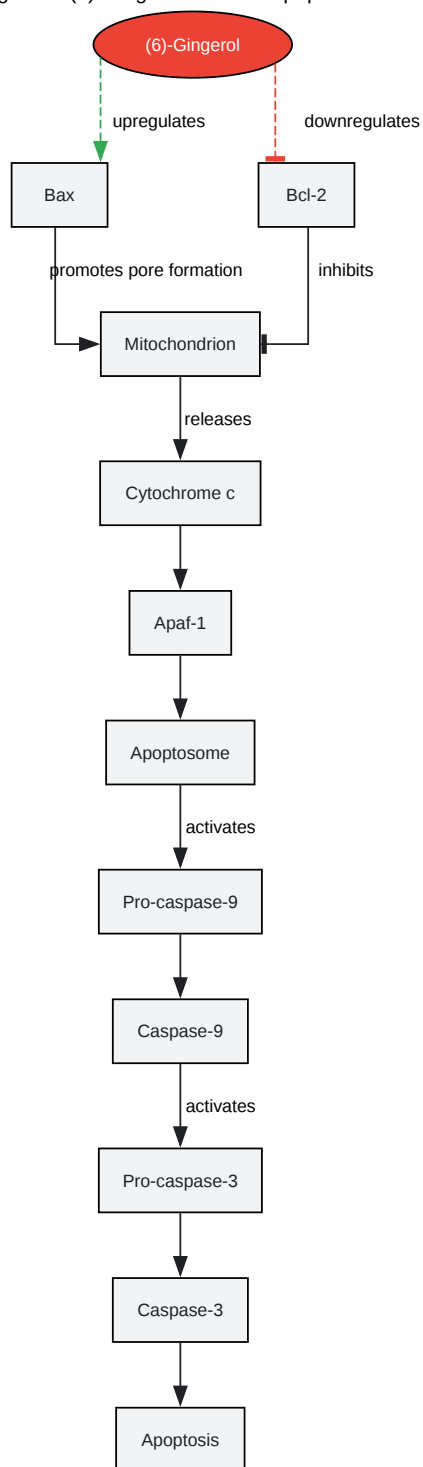 (6)-Gingerol
upregulates
downregulates
Bax
Bcl-2
promotes pore formation
inhibits
Mitochondrion
releases
Cytochrome c
Apaf-1
Apoptosome
activates
Pro-caspase-9
Caspase-9
activates
Pro-caspase-3
Caspase-3
Apoptosis